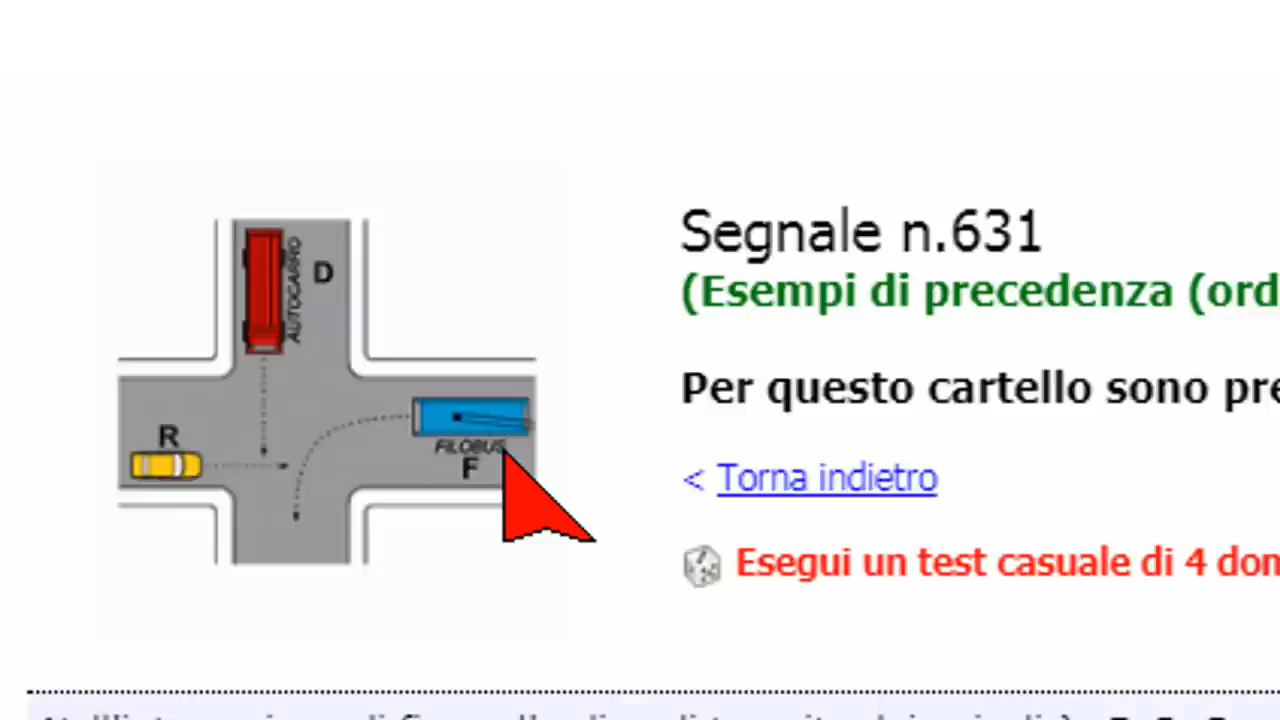 Segnale n.631
(Esempi di precedenza (ord
Per questo cartello sono pre
< Torna indietro
Esegui un test casuale di 4 don
D
AUTOCARRO
R
FILOBUS
F